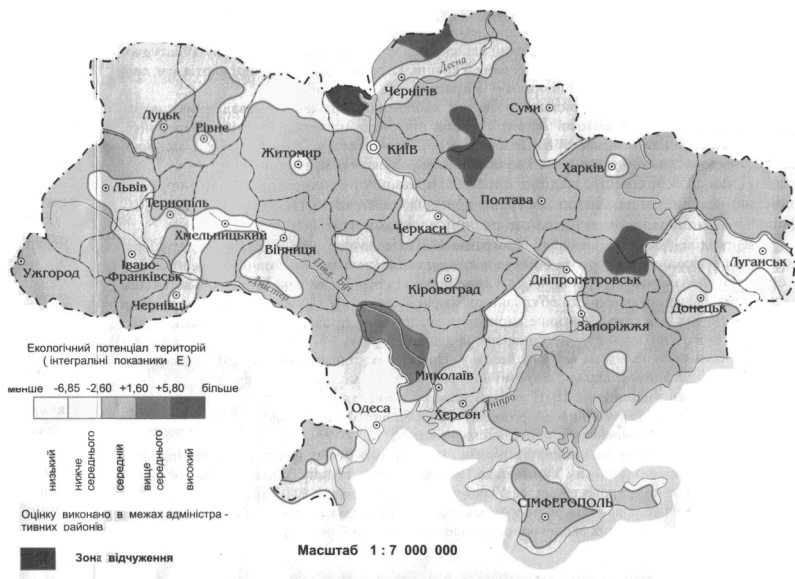 Десна
Чернігів
Суми
Луцьк
Рівне
Житомир
КИЇВ
Харків
Львів
Тернопіль
Полтава
Черкаси
Хмельницький
Вінниця
Ужгород
Івано-
Франківськ
Півд. Буг
Луганськ
Дніпропетровськ
Дністер
Кіровоград
Чернівці
Донецьк
Запоріжжя
Екологічний потенціал територій
( інтегральні показники Е )
менше -6,85 -2,60 +1,60 +5,80 більше
Миколаїв
Одеса
Херсон
Дніпро
низький
нижче
середнього
середній
вище
середнього
високий
СІМФЕРОПОЛЬ
Оцінку виконано в межах адміністра -
тивних районів
Зона відчуження
Масштаб 1 : 7 000 000